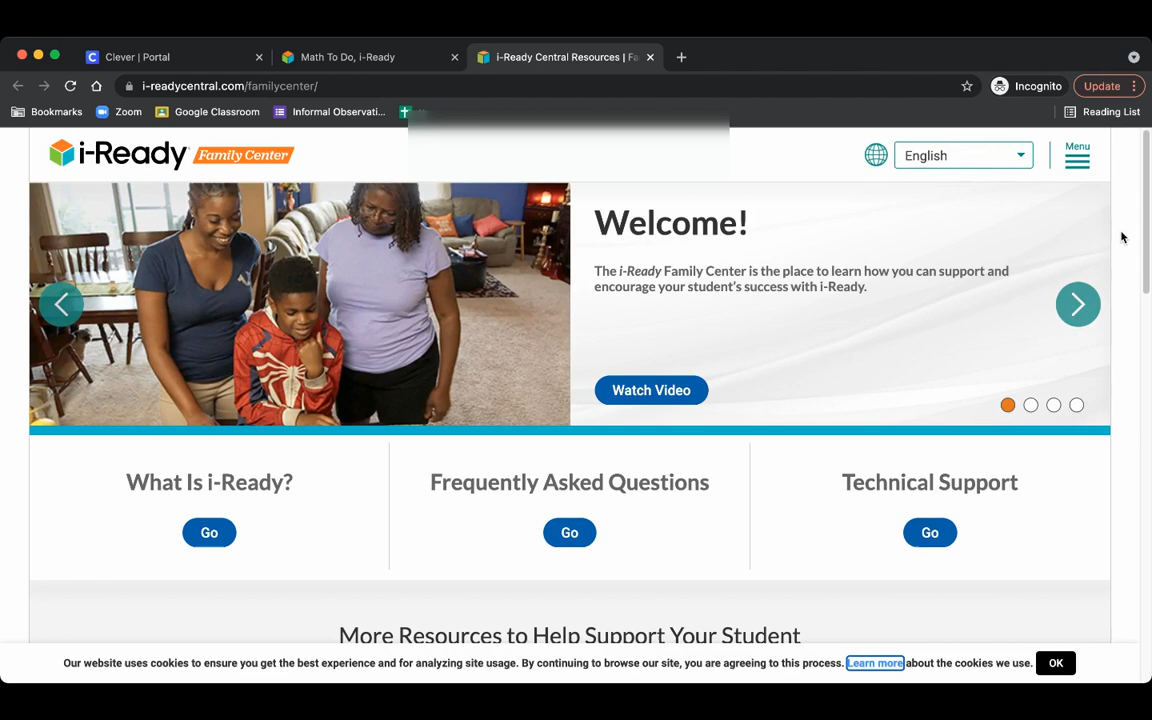 Clever | Portal
Math To Do, i-Ready
i-Ready Central Resources | Fa
i-readycentral.com/familycenter/
Incognito
Update
Bookmarks
Zoom
Google Classroom
Informal Observati...
Reading List
i-Ready Family Center
English
Menu
Welcome!
The i-Ready Family Center is the place to learn how you can support and
encourage your student's success with i-Ready.
Watch Video
What Is i-Ready?
Go
Frequently Asked Questions
Go
Technical Support
Go
More Resources to Help Support Your Student
Our website uses cookies to ensure you get the best experience and for analyzing site usage. By continuing to browse our site, you are agreeing to this process. Learn more about the cookies we use.
OK